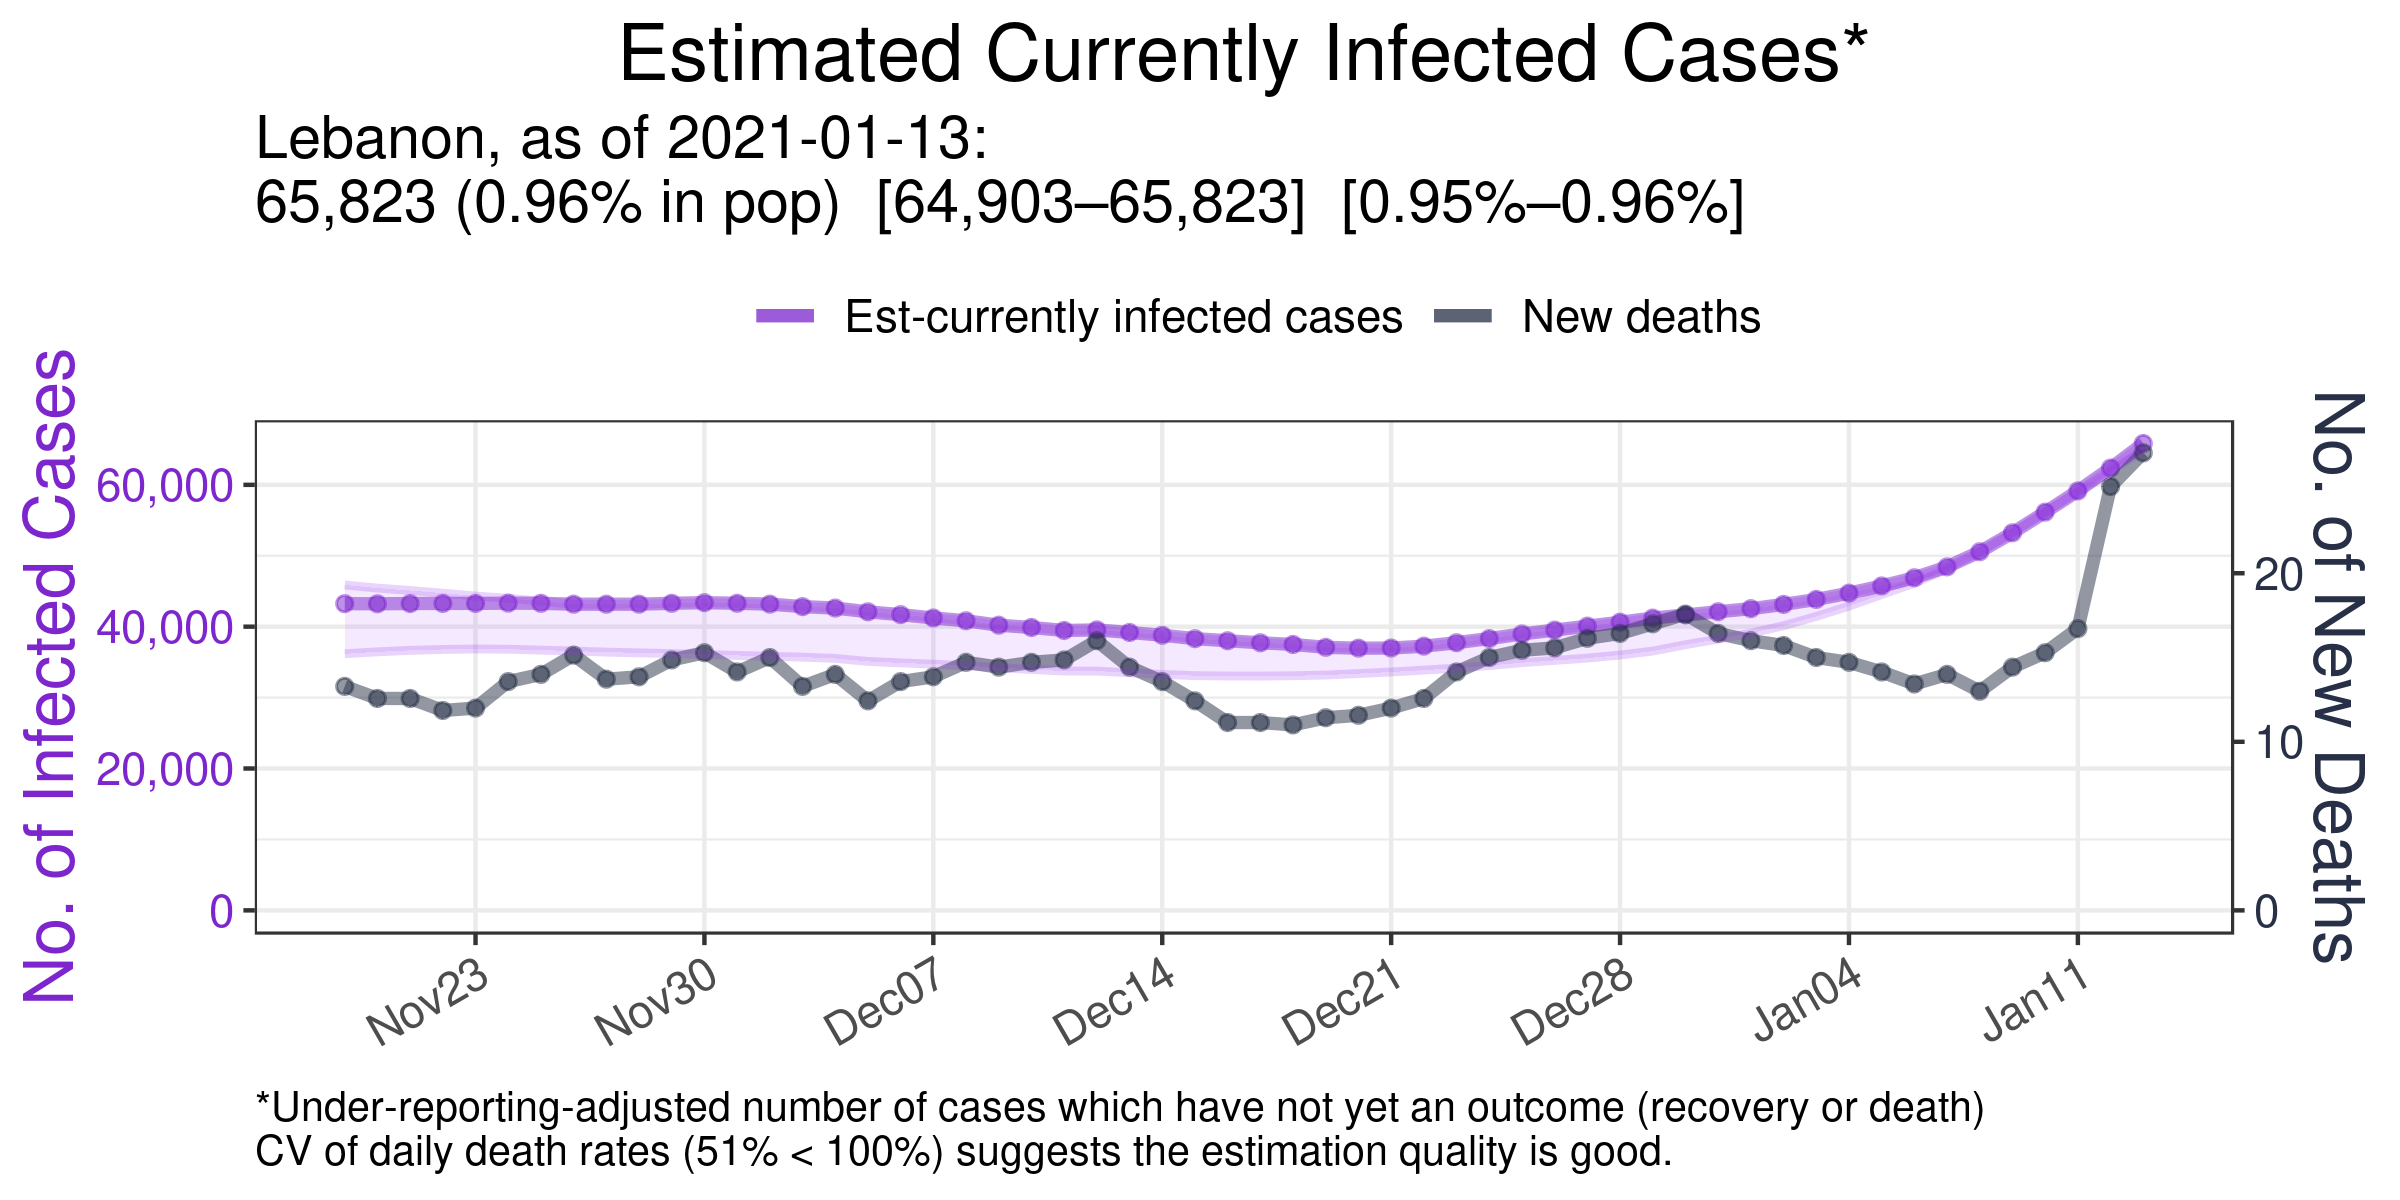 Estimated Currently Infected Cases*
Lebanon, as of 2021-01-13:
65,823 (0.96% in pop)  [64,903–65,823]  [0.95%–0.96%]
Est-currently infected cases
New deaths
No. of Infected Cases
60,000
40,000
20,000
0
20
10
0
No. of New Deaths
Nov23
Nov30
Dec07
Dec14
Dec21
Dec28
Jan04
Jan11
*Under-reporting-adjusted number of cases which have not yet an outcome (recovery or death)
CV of daily death rates (51% < 100%) suggests the estimation quality is good.